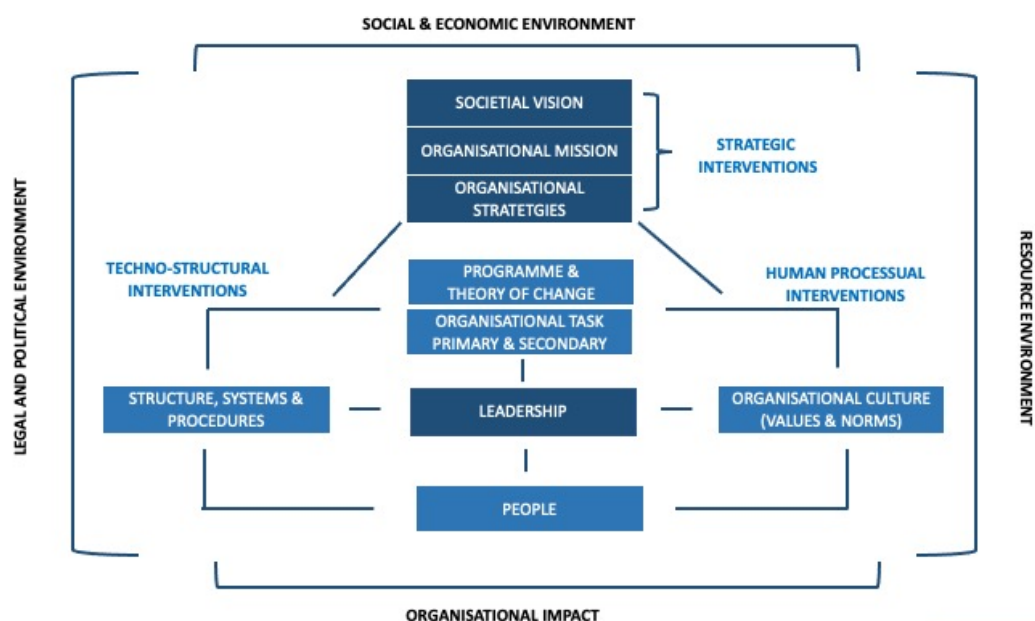 SOCIAL & ECONOMIC ENVIRONMENT
SOCIETIAL VISION
ORGANISATIONAL MISSION
ORGANISATIONAL
STRATETGIES
STRATEGIC
INTERVENTIONS
LEGAL AND POLITICAL ENVIRONMENT
RESOURCE ENVIRONMENT
TECHNO-STRUCTURAL
INTERVENTIONS
PROGRAMME &
THEORY OF CHANGE
HUMAN PROCESSUAL
INTERVENTIONS
ORGANISATIONAL TASK
PRIMARY & SECONDARY
STRUCTURE, SYSTEMS &
PROCEDURES
LEADERSHIP
ORGANISATIONAL CULTURE
(VALUES & NORMS)
PEOPLE
ORGANISATIONAL IMPACT